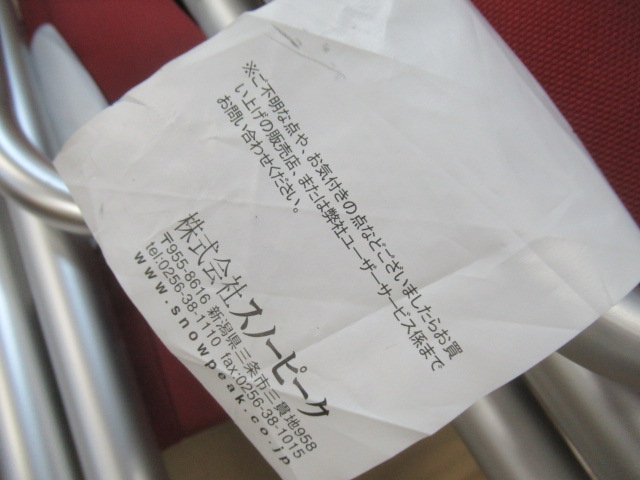 ※ご不明な点や、お気付きの点などございましたらお買
い上げの販売店、または弊社ユーザーサービス係まで
お問い合わせください。
株式会社スノーピーク
〒955-8616 新潟県三条市三貫地958
tel:0256-38-1110 fax:0256-38-1015
www.snowpeak.co.jp